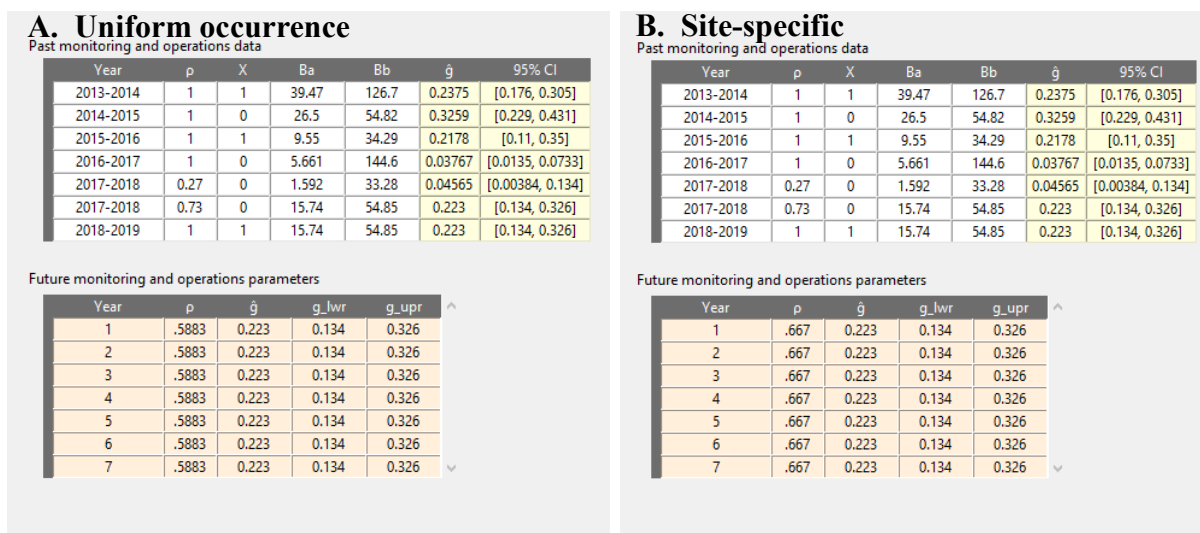 A. Uniform occurrence
Past monitoring and operations data
Year ρ X Ba Bb ĝ 95% CI
2013-2014 1 1 39.47 126.7 0.2375 [0.176, 0.305]
2014-2015 1 0 26.5 54.82 0.3259 [0.229, 0.431]
2015-2016 1 1 9.55 34.29 0.2178 [0.11, 0.35]
2016-2017 1 0 5.661 144.6 0.03767 [0.0135, 0.0733]
2017-2018 0.27 0 1.592 33.28 0.04565 [0.00384, 0.134]
2017-2018 0.73 0 15.74 54.85 0.223 [0.134, 0.326]
2018-2019 1 1 15.74 54.85 0.223 [0.134, 0.326]
Future monitoring and operations parameters
Year ρ ĝ g_lwr g_upr
1 .5883 0.223 0.134 0.326
2 .5883 0.223 0.134 0.326
3 .5883 0.223 0.134 0.326
4 .5883 0.223 0.134 0.326
5 .5883 0.223 0.134 0.326
6 .5883 0.223 0.134 0.326
7 .5883 0.223 0.134 0.326
B. Site-specific
Past monitoring and operations data
Year ρ X Ba Bb ĝ 95% CI
2013-2014 1 1 39.47 126.7 0.2375 [0.176, 0.305]
2014-2015 1 0 26.5 54.82 0.3259 [0.229, 0.431]
2015-2016 1 1 9.55 34.29 0.2178 [0.11, 0.35]
2016-2017 1 0 5.661 144.6 0.03767 [0.0135, 0.0733]
2017-2018 0.27 0 1.592 33.28 0.04565 [0.00384, 0.134]
2017-2018 0.73 0 15.74 54.85 0.223 [0.134, 0.326]
2018-2019 1 1 15.74 54.85 0.223 [0.134, 0.326]
Future monitoring and operations parameters
Year ρ ĝ g_lwr g_upr
1 .667 0.223 0.134 0.326
2 .667 0.223 0.134 0.326
3 .667 0.223 0.134 0.326
4 .667 0.223 0.134 0.326
5 .667 0.223 0.134 0.326
6 .667 0.223 0.134 0.326
7 .667 0.223 0.134 0.326